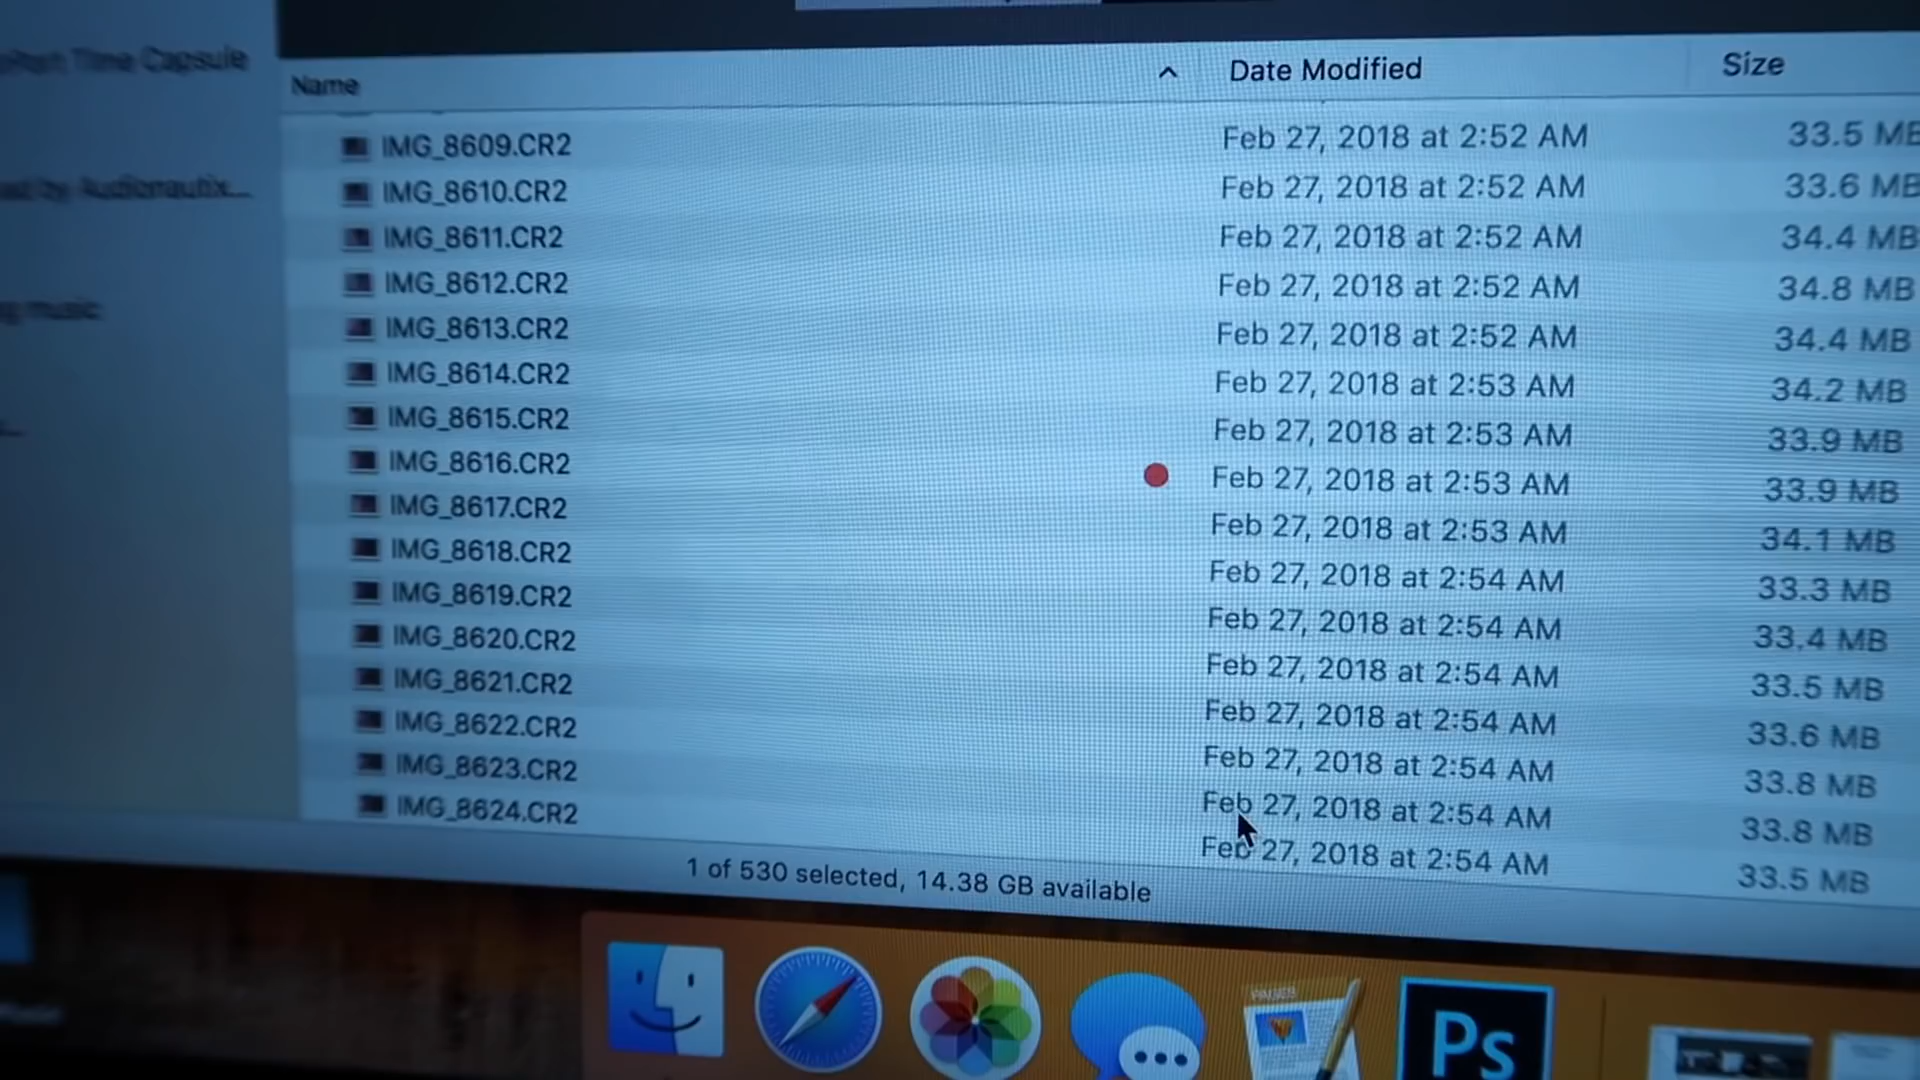 Time Capsule
by Audionautix...
music
Name Date Modified Size
IMG_8609.CR2 Feb 27, 2018 at 2:52 AM 33.5 MB
IMG_8610.CR2 Feb 27, 2018 at 2:52 AM 33.6 MB
IMG_8611.CR2 Feb 27, 2018 at 2:52 AM 34.4 MB
IMG_8612.CR2 Feb 27, 2018 at 2:52 AM 34.8 MB
IMG_8613.CR2 Feb 27, 2018 at 2:52 AM 34.4 MB
IMG_8614.CR2 Feb 27, 2018 at 2:53 AM 34.2 MB
IMG_8615.CR2 Feb 27, 2018 at 2:53 AM 33.9 MB
IMG_8616.CR2 Feb 27, 2018 at 2:53 AM 33.9 MB
IMG_8617.CR2 Feb 27, 2018 at 2:53 AM 34.1 MB
IMG_8618.CR2 Feb 27, 2018 at 2:54 AM 33.3 MB
IMG_8619.CR2 Feb 27, 2018 at 2:54 AM 33.4 MB
IMG_8620.CR2 Feb 27, 2018 at 2:54 AM 33.5 MB
IMG_8621.CR2 Feb 27, 2018 at 2:54 AM 33.6 MB
IMG_8622.CR2 Feb 27, 2018 at 2:54 AM 33.8 MB
IMG_8623.CR2 Feb 27, 2018 at 2:54 AM 33.8 MB
IMG_8624.CR2 Feb 27, 2018 at 2:54 AM 33.5 MB
1 of 530 selected, 14.38 GB available
PAGES
Ps